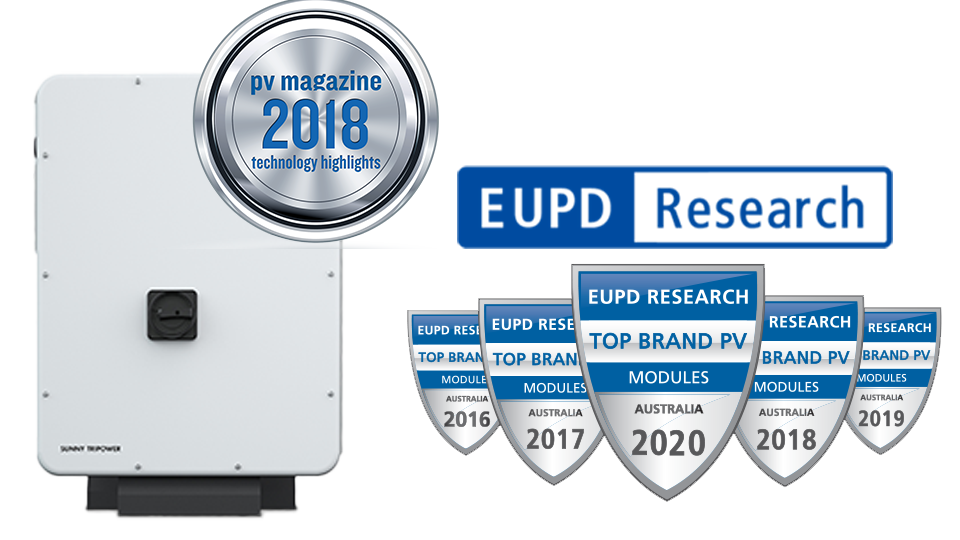 pv magazine
2018
technology highlights
EUPD Research
SUNNY TRIPOWER
EUPD RESE
TOP BRAN
MODULE
AUSTRALIA
2016
EUPD RESE
TOP BRAN
MODULES
AUSTRALIA
2017
EUPD RESEARCH
TOP BRAND PV
MODULES
AUSTRALIA
2020
RESEARCH
BRAND PV
MODULES
AUSTRALIA
2018
RESEARCH
BRAND PV
MODULES
AUSTRALIA
2019